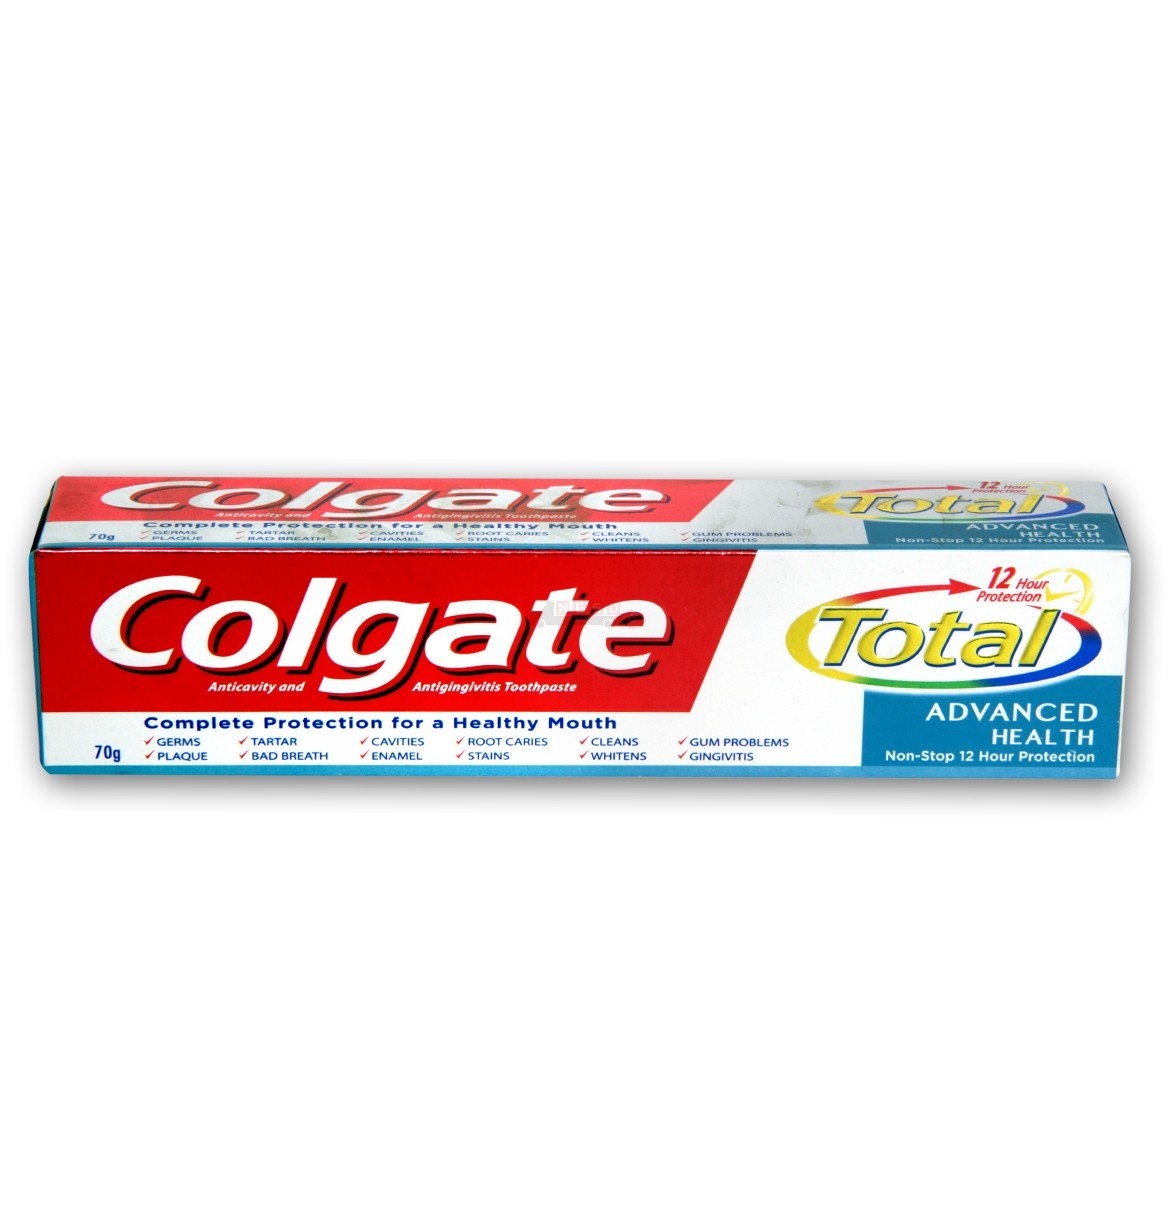 Colgate
Anticavity and Antigingivitis Toothpaste
Complete Protection for a Healthy Mouth
70g
GERMS TARTAR CAVITIES ROOT CARIES CLEANS GUM PROBLEMS
PLAQUE BAD BREATH ENAMEL STAINS WHITENS GINGIVITIS
12 Hour
Protection
Total
ADVANCED
HEALTH
Non-Stop 12 Hour Protection
Colgate
Anticavity and Antigingivitis Toothpaste
Complete Protection for a Healthy Mouth
70g
GERMS TARTAR CAVITIES ROOT CARIES CLEANS GUM PROBLEMS
PLAQUE BAD BREATH ENAMEL STAINS WHITENS GINGIVITIS
12 Hour
Protection
Total
ADVANCED
HEALTH
Non-Stop 12 Hour Protection